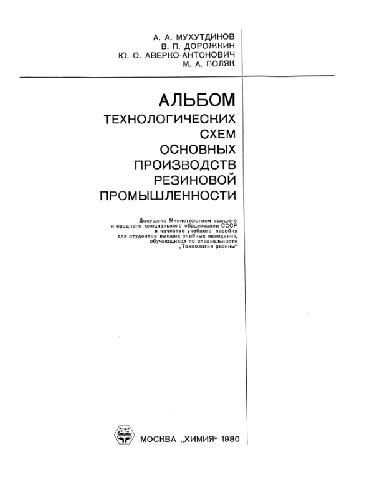 А. А. МУХУТДИНОВ
В. П. ДОРОЖКИН
Ю. О. АВЕРКО-АНТОНОВИЧ
М. А. ПОЛЯК
АЛЬБОМ
ТЕХНОЛОГИЧЕСКИХ
СХЕМ
ОСНОВНЫХ
ПРОИЗВОДСТВ
РЕЗИНОВОЙ
ПРОМЫШЛЕННОСТИ
Допущено Министерством высшего
и среднего специального образования СССР
в качестве учебного пособия
для студентов высших учебных заведений,
обучающихся по специальности
„Технология резины“
МОСКВА „ХИМИЯ“ 1980